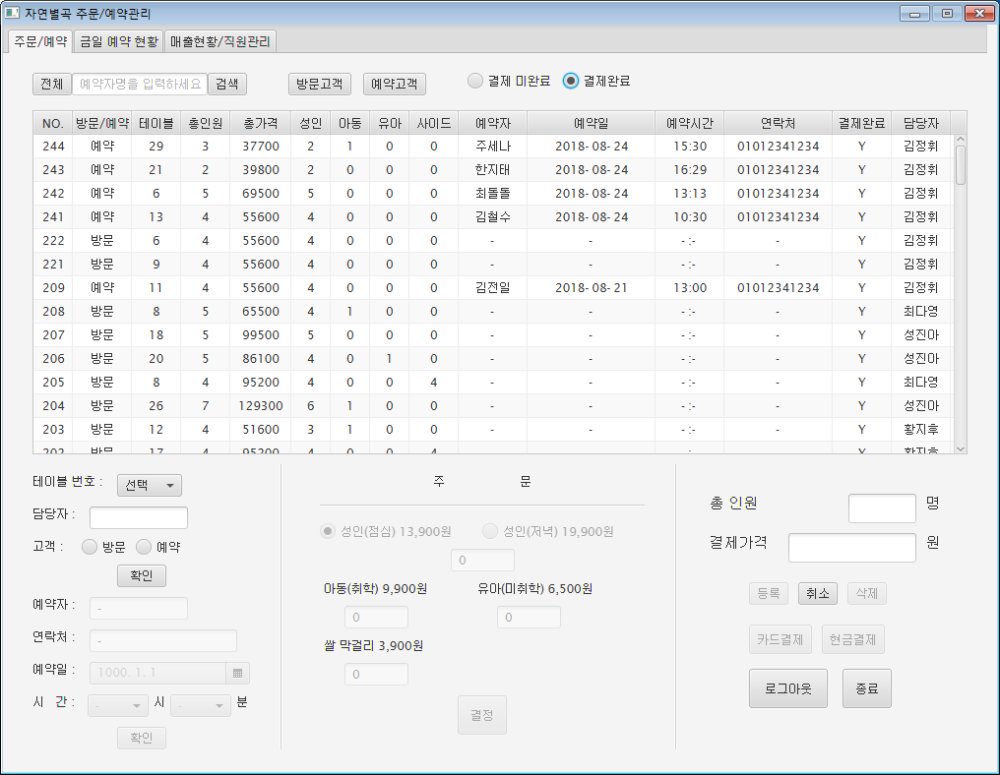 자연별곡 주문/예약관리
주문/예약 금일 예약 현황 매출현황/직원관리
전체 예약자명을 입력하세요 검색 방문고객 예약고객 결제 미완료 결제완료
NO. 방문/예약 테이블 총인원 총가격 성인 아동 유아 사이드 예약자 예약일 예약시간 연락처 결제완료 담당자
244 예약 29 3 37700 2 1 0 0 주세나 2018- 08- 24 15:30 01012341234 Y 김정휘
243 예약 21 2 39800 2 0 0 0 한지태 2018- 08- 24 16:29 01012341234 Y 김정휘
242 예약 6 5 69500 5 0 0 0 최돌돌 2018- 08- 24 13:13 01012341234 Y 김정휘
241 예약 13 4 55600 4 0 0 0 김철수 2018- 08- 24 10:30 01012341234 Y 김정휘
222 방문 6 4 55600 4 0 0 0 - - - :- - Y 김정휘
221 방문 9 4 55600 4 0 0 0 - - - :- - Y 김정휘
209 예약 11 4 55600 4 0 0 0 김전일 2018- 08- 21 13:00 01012341234 Y 김정휘
208 방문 8 5 65500 4 1 0 0 - - - :- - Y 최다영
207 방문 18 5 99500 5 0 0 0 - - - :- - Y 성진아
206 방문 20 5 86100 4 0 1 0 - - - :- - Y 성진아
205 방문 8 4 95200 4 0 0 4 - - - :- - Y 최다영
204 방문 26 7 129300 6 1 0 0 - - - :- - Y 성진아
203 방문 12 4 51600 3 1 0 0 - - - :- - Y 황지후
202 방문 17 4 95200 4 0 0 4 - - - :- - Y 황지후
테이블 번호 : 선택
담당자 :
고객 : 방문 예약
확인
예약자 : -
연락처 : -
예약일 : 1000. 1. 1
시 간 : - 시 - 분
확인
주 문
성인(점심) 13,900원 성인(저녁) 19,900원
0
아동(취학) 9,900원 유아(미취학) 6,500원
0 0
쌀 막걸리 3,900원
0
결정
총 인원 명
결제가격 원
등록 취소 삭제
카드결제 현금결제
로그아웃 종료